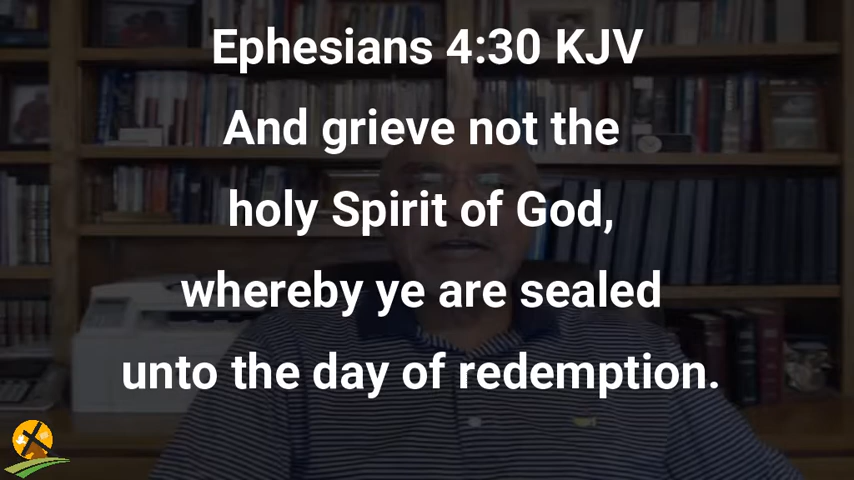 Ephesians 4:30 KJV
And grieve not the
holy Spirit of God,
whereby ye are sealed
unto the day of redemption.